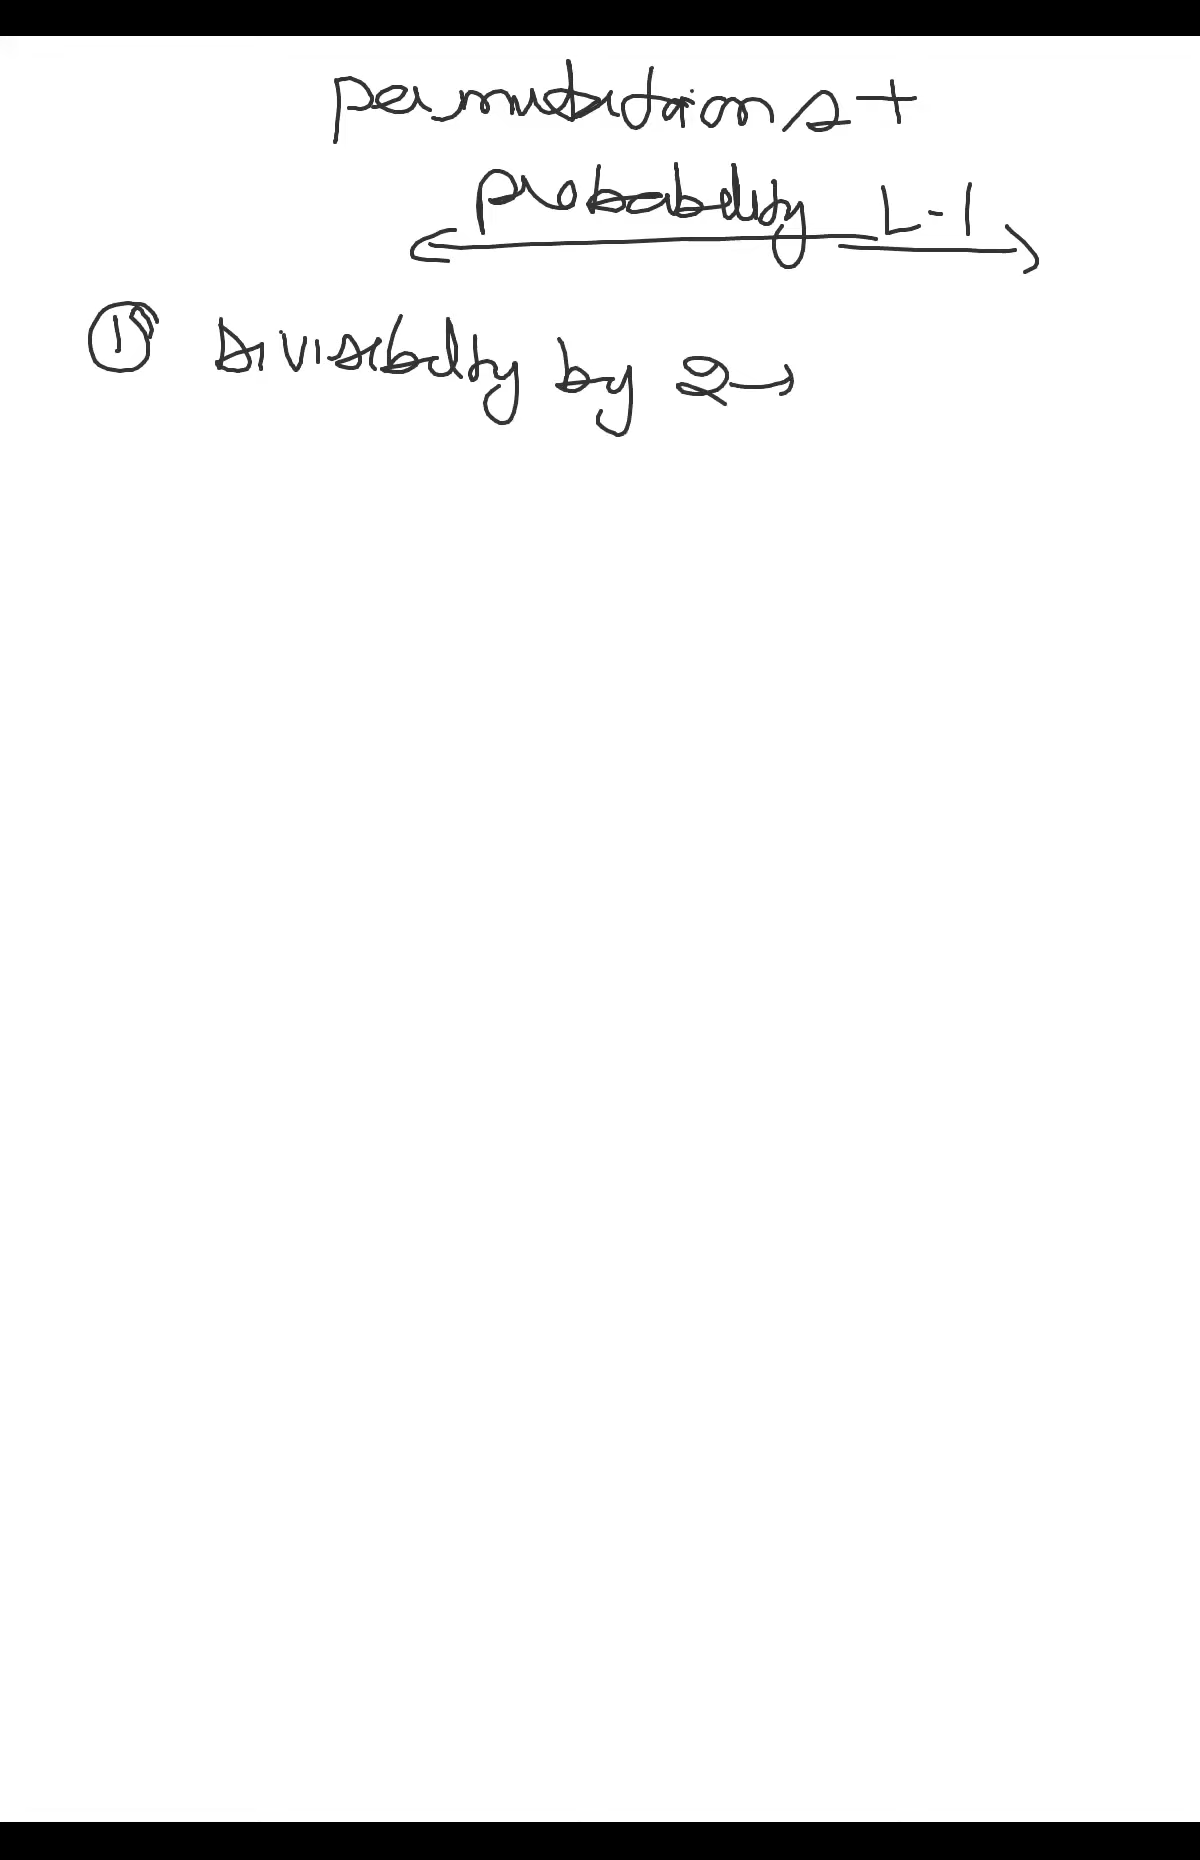 permutations +
probability L-1
① Divisibility by 2 →